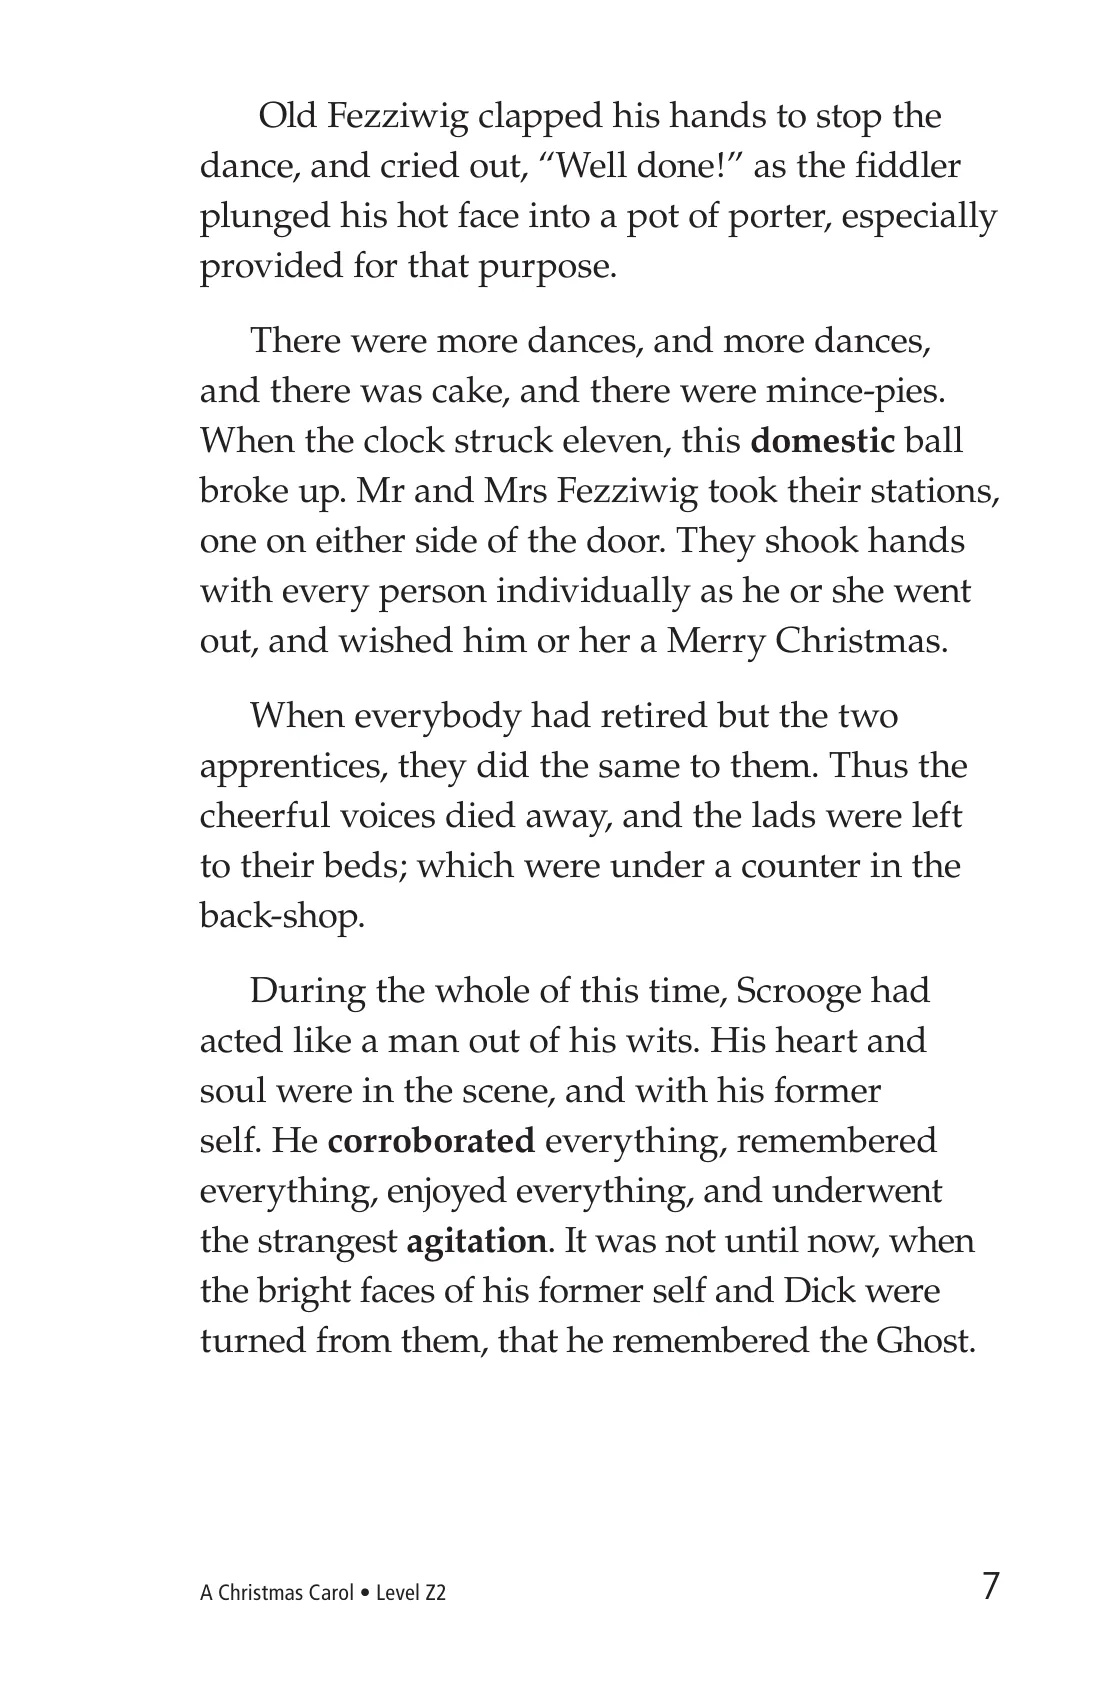 Old Fezziwig clapped his hands to stop the
dance, and cried out, “Well done!” as the fiddler
plunged his hot face into a pot of porter, especially
provided for that purpose.
There were more dances, and more dances,
and there was cake, and there were mince-pies.
When the clock struck eleven, this domestic ball
broke up. Mr and Mrs Fezziwig took their stations,
one on either side of the door. They shook hands
with every person individually as he or she went
out, and wished him or her a Merry Christmas.
When everybody had retired but the two
apprentices, they did the same to them. Thus the
cheerful voices died away, and the lads were left
to their beds; which were under a counter in the
back-shop.
During the whole of this time, Scrooge had
acted like a man out of his wits. His heart and
soul were in the scene, and with his former
self. He corroborated everything, remembered
everything, enjoyed everything, and underwent
the strangest agitation. It was not until now, when
the bright faces of his former self and Dick were
turned from them, that he remembered the Ghost.
A Christmas Carol • Level Z2
7